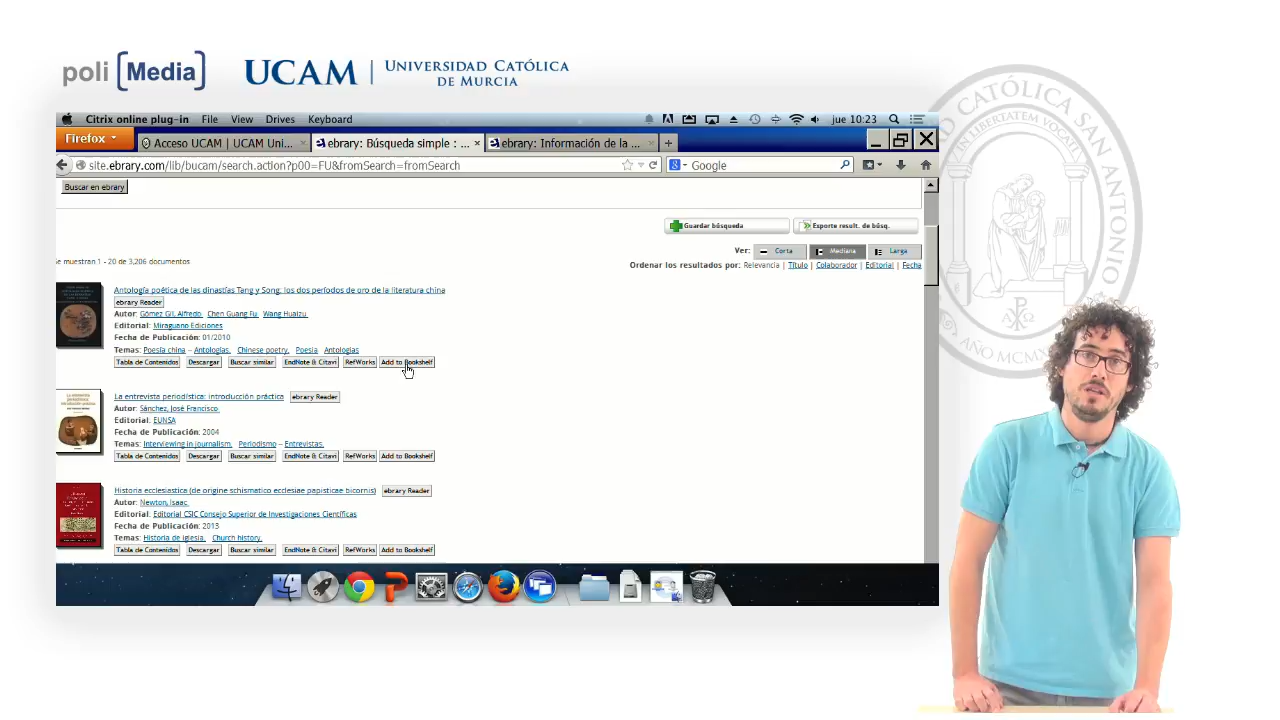 poli [Media]
UCAM | UNIVERSIDAD CATÓLICA
DE MURCIA
Citrix online plug-in File View Drives Keyboard
jue 10:23
Firefox
Acceso UCAM | UCAM Uni...
ebrary: Búsqueda simple : ...
ebrary: Información de la ...
site.ebrary.com/lib/bucam/search.action?p00=FU&fromSearch=fromSearch
Google
Buscar en ebrary
Guardar búsqueda
Exporte result. de búsq.
Ver: Corta Mediana Larga
Se muestran 1 - 20 de 3,206 documentos
Ordenar los resultados por: Relevancia | Título | Colaborador | Editorial | Fecha
Antología poética de las dinastías Tang y Song: los dos períodos de oro de la literatura china
ebrary Reader
Autor: Gómez Gil, Alfredo Chen Guang Fu Wang Huaizu
Editorial: Miraguano Ediciones
Fecha de Publicación: 01/2010
Temas: Poesía china -- Antologías. Chinese poetry. Poesía Antologías
Tabla de Contenidos Descargar Buscar similar EndNote & Citavi RefWorks Add to Bookshelf
La entrevista periodística: introducción práctica ebrary Reader
Autor: Sánchez, José Francisco
Editorial: EUNSA
Fecha de Publicación: 2004
Temas: Interviewing in journalism. Periodismo -- Entrevistas.
Tabla de Contenidos Descargar Buscar similar EndNote & Citavi RefWorks Add to Bookshelf
Historia ecclesiastica (de origine schismatico ecclesiae papisticae bicornis) ebrary Reader
Autor: Newton, Isaac
Editorial: Editorial CSIC Consejo Superior de Investigaciones Científicas
Fecha de Publicación: 2013
Temas: Historia de iglesia. Church history.
Tabla de Contenidos Descargar Buscar similar EndNote & Citavi RefWorks Add to Bookshelf